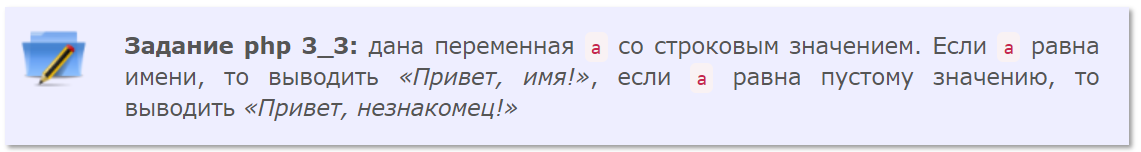 Задание php 3_3: дана переменная a со строковым значением. Если a равна
имени, то выводить «Привет, имя!», если a равна пустому значению, то
выводить «Привет, незнакомец!»